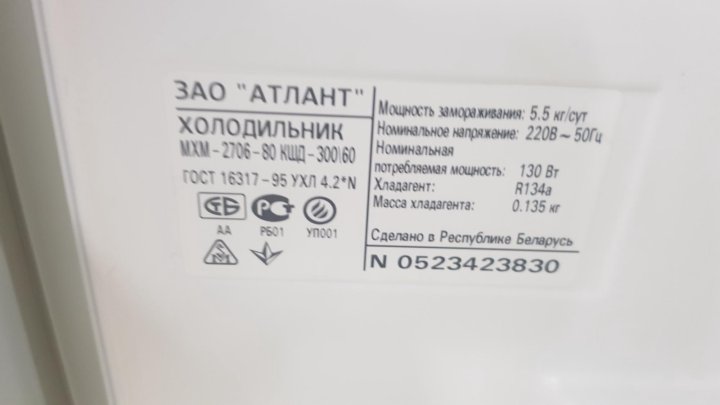 ЗАО "АТЛАНТ"
ХОЛОДИЛЬНИК
МХМ-2706-80 КШД-300\60
ГОСТ 16317-95 УХЛ 4.2*N
АА РБ01 УП001
Мощность замораживания: 5.5 кг/сут
Номинальное напряжение: 220В ~ 50Гц
Номинальная
потребляемая мощность: 130 Вт
Хладагент: R134a
Масса хладагента: 0.135 кг
Сделано в Республике Беларусь
N 0523423830